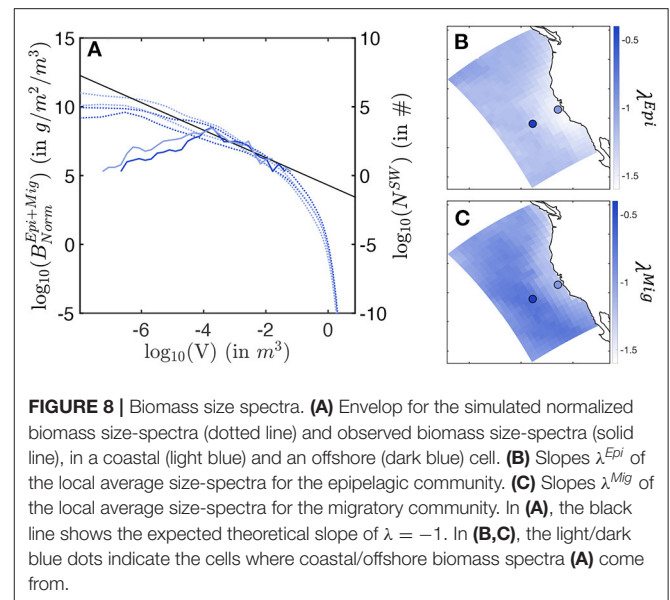 A
15
10
5
0
-5
10
5
0
-5
-10
-6
-4
-2
0
log₁₀(B^{Epi+Mig}_{Norm}) (in g/m²/m³)
log₁₀(N^{SW}) (in #)
log₁₀(V) (in m³)
B
-0.5
-1
-1.5
λ^{Epi}
C
-0.5
-1
-1.5
λ^{Mig}
FIGURE 8 | Biomass size spectra. (A) Envelop for the simulated normalized
biomass size-spectra (dotted line) and observed biomass size-spectra (solid
line), in a coastal (light blue) and an offshore (dark blue) cell. (B) Slopes λ^{Epi} of
the local average size-spectra for the epipelagic community. (C) Slopes λ^{Mig} of
the local average size-spectra for the migratory community. In (A), the black
line shows the expected theoretical slope of λ = −1. In (B,C), the light/dark
blue dots indicate the cells where coastal/offshore biomass spectra (A) come
from.